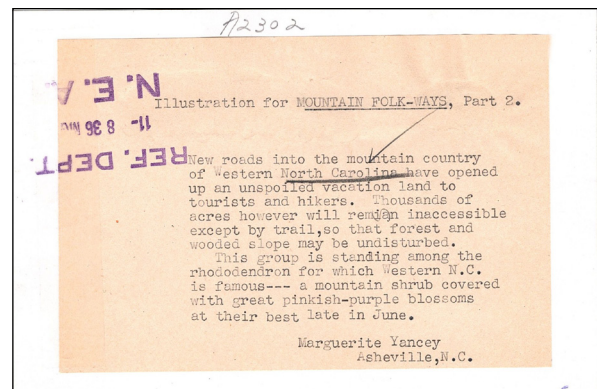 A2302
N.E.A
11- 8 36
REF. DEPT.
Illustration for MOUNTAIN FOLK-WAYS, Part 2.
New roads into the mountain country
of Western North Carolina have opened
up an unspoiled vacation land to
tourists and hikers. Thousands of
acres however will remain inaccessible
except by trail,so that forest and
wooded slope may be undisturbed.
This group is standing among the
rhododendron for which Western N.C.
is famous--- a mountain shrub covered
with great pinkish-purple blossoms
at their best late in June.
Marguerite Yancey
Asheville,N.C.